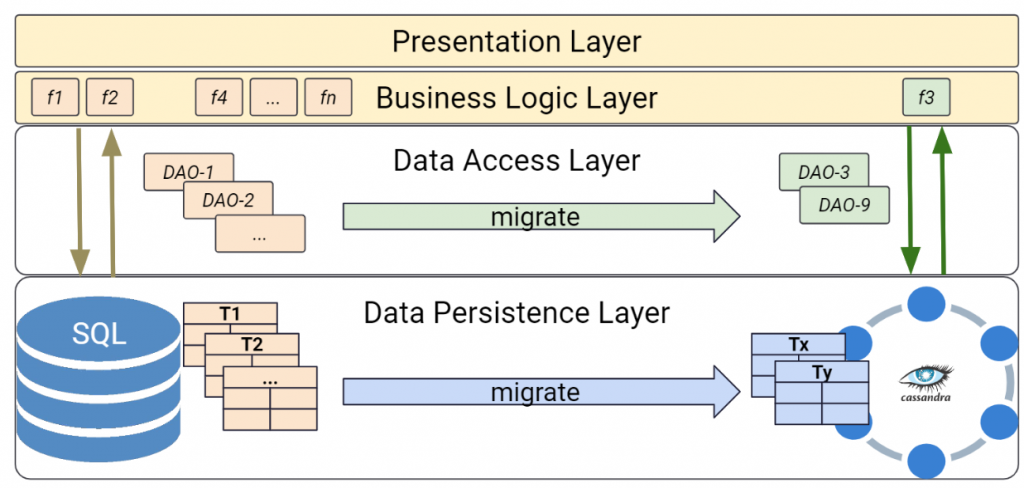 Presentation Layer
f1 f2 f4 ... fn Business Logic Layer f3
Data Access Layer
DAO-1
DAO-2
...
migrate
DAO-3
DAO-9
Data Persistence Layer
SQL
T1
T2
...
migrate
Tx
Ty
cassandra